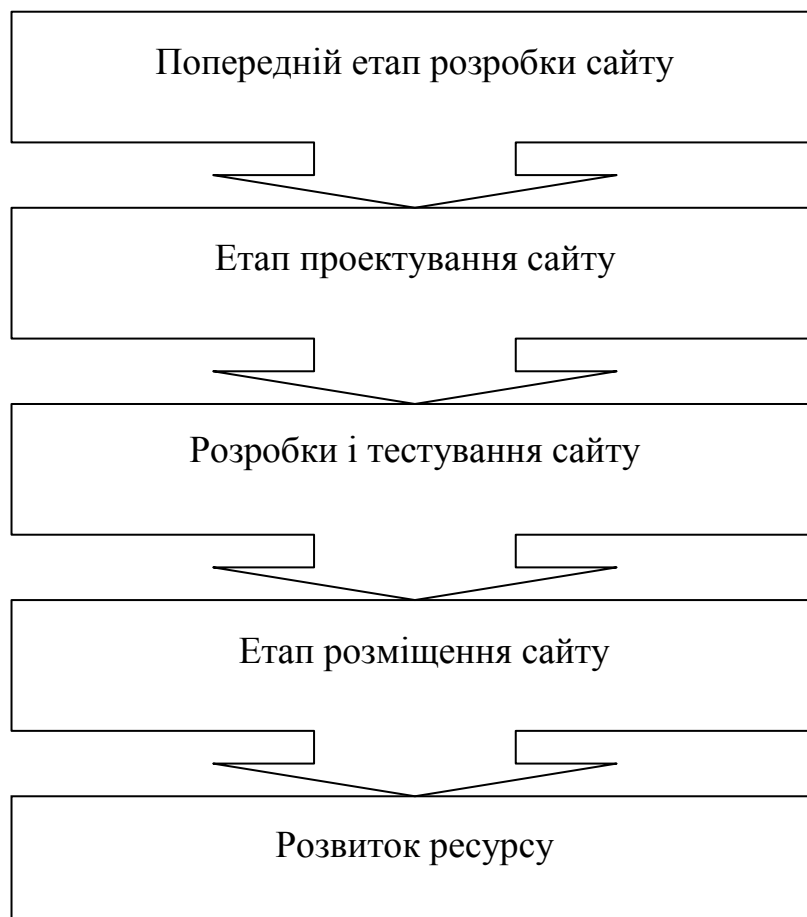 Попередній етап розробки сайту
Етап проектування сайту
Розробки і тестування сайту
Етап розміщення сайту
Розвиток ресурсу